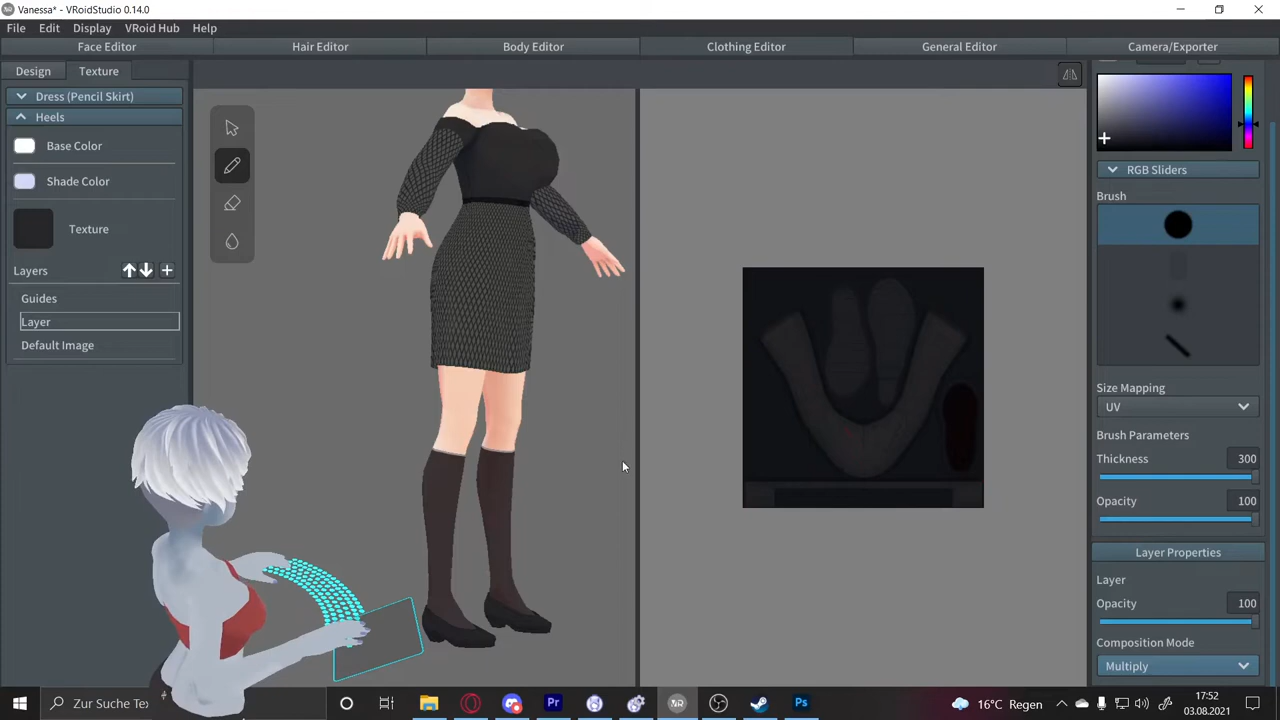 Vanessa* - VRoidStudio 0.14.0
File Edit Display VRoid Hub Help
Face Editor Hair Editor Body Editor Clothing Editor General Editor Camera/Exporter
Design Texture
Dress (Pencil Skirt)
Heels
Base Color
Shade Color
Texture
Layers
Guides
Layer
Default Image
RGB Sliders
Brush
Size Mapping
UV
Brush Parameters
Thickness 300
Opacity 100
Layer Properties
Layer
Opacity 100
Composition Mode
Multiply
Zur Suche Tex
Pr
Ps
16°C Regen
17:52
03.08.2021